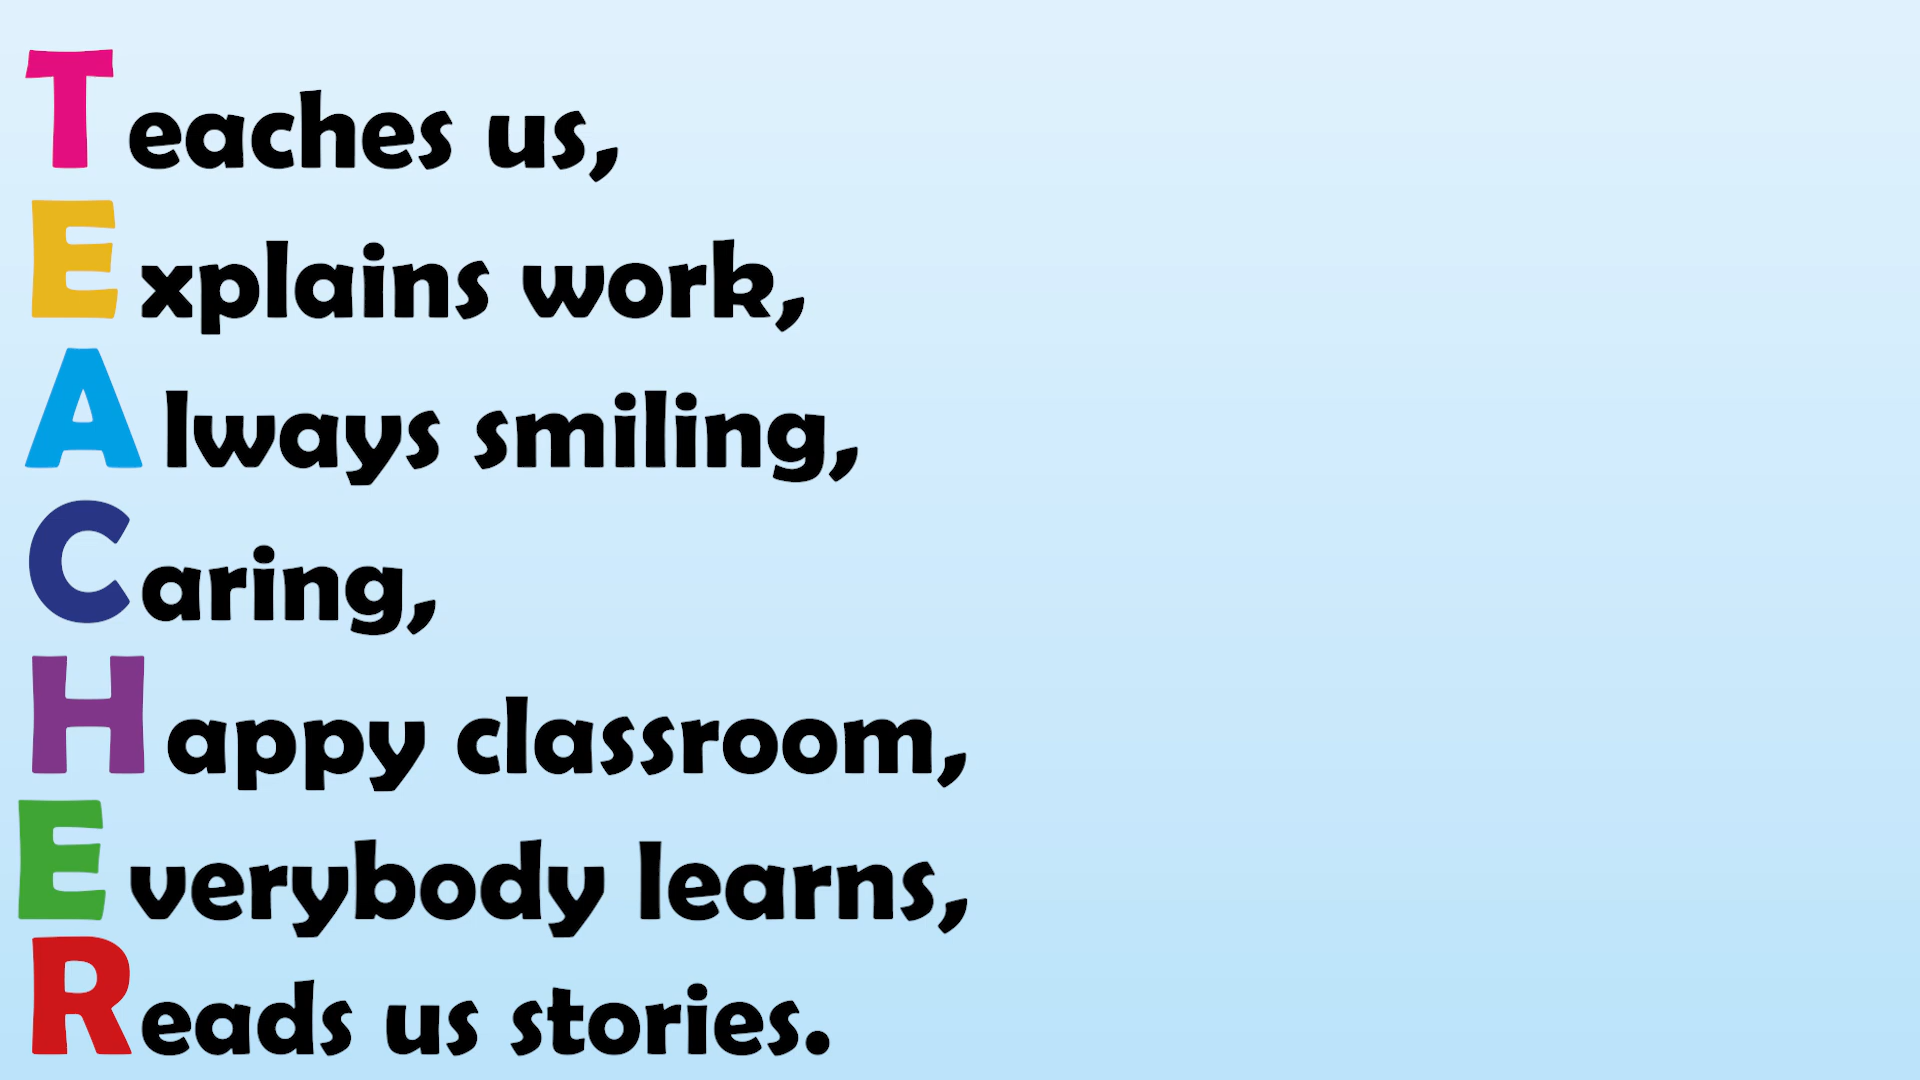 Teaches us,
Explains work,
Always smiling,
Caring,
Happy classroom,
Everybody learns,
Reads us stories.